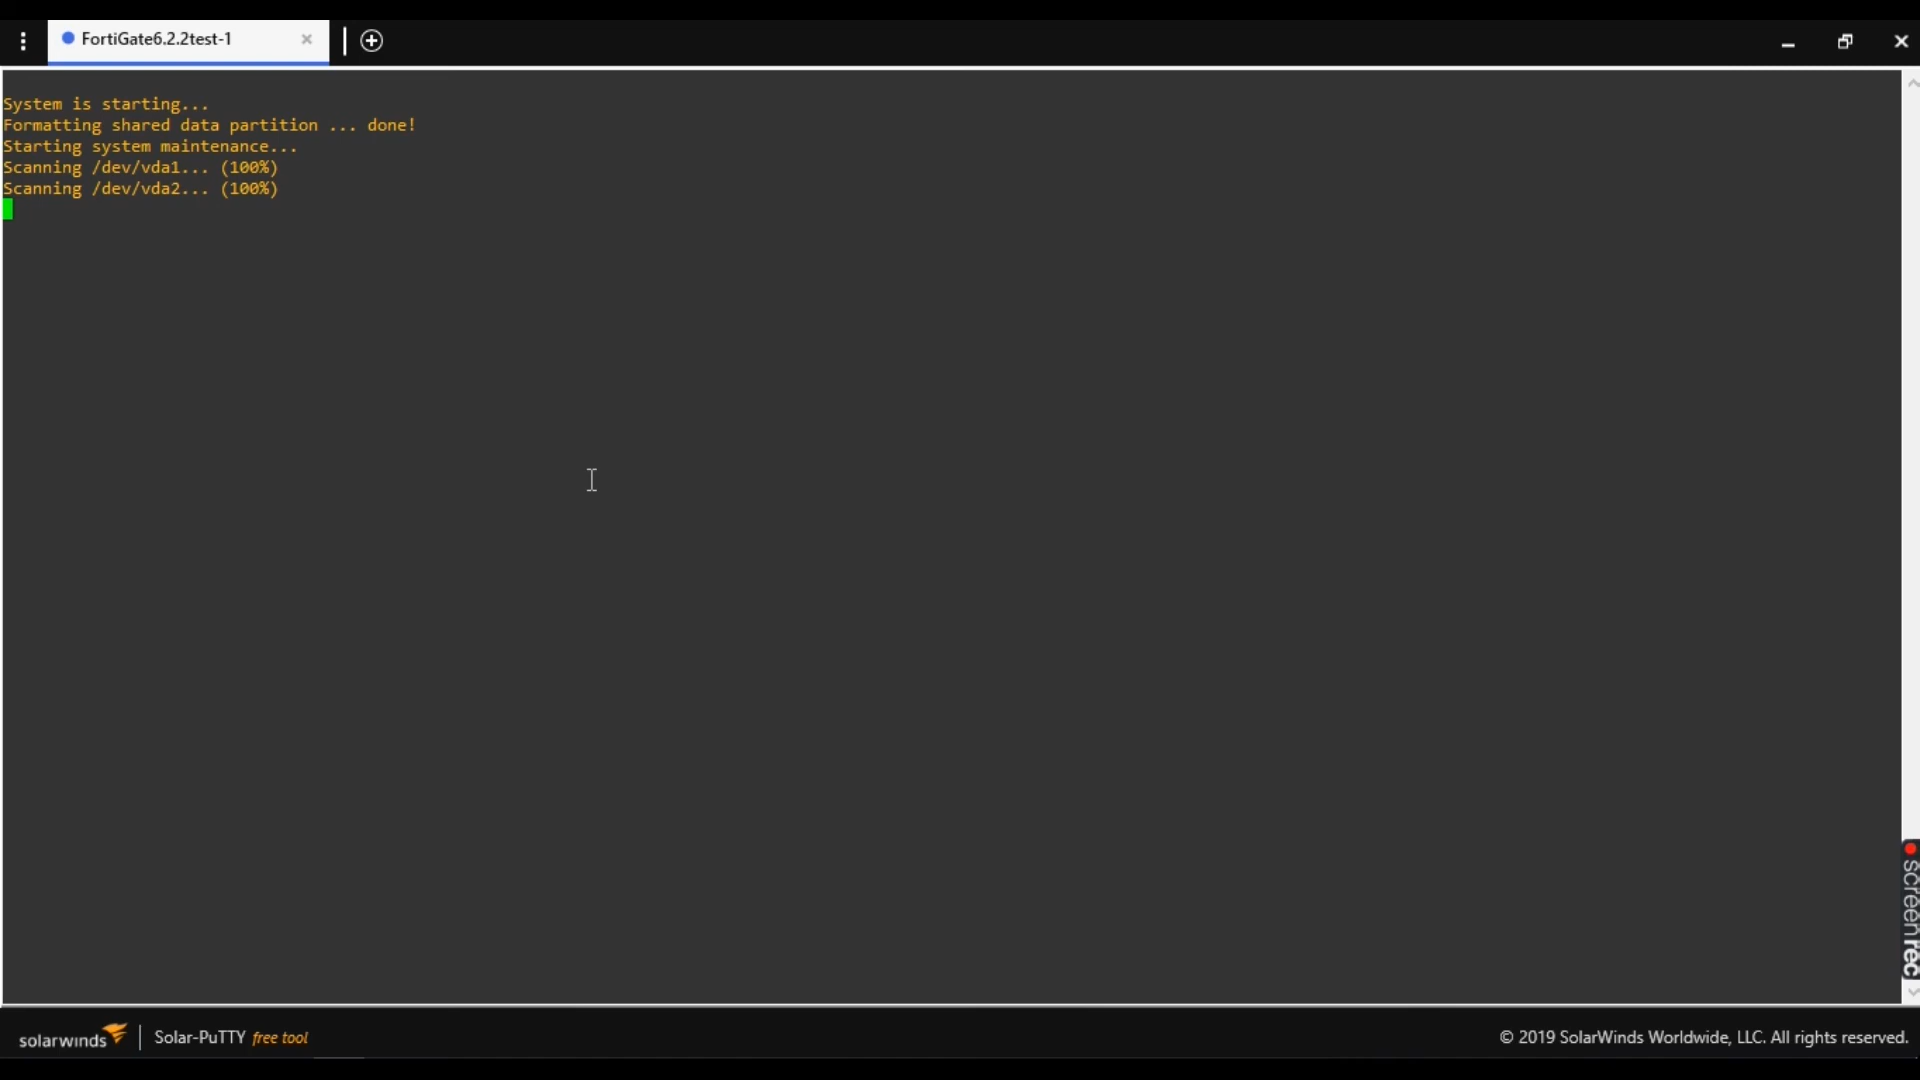 FortiGate6.2.2test-1
System is starting...
Formatting shared data partition ... done!
Starting system maintenance...
Scanning /dev/vda1... (100%)
Scanning /dev/vda2... (100%)
screenrec
solarwinds Solar-PuTTY free tool
© 2019 SolarWinds Worldwide, LLC. All rights reserved.